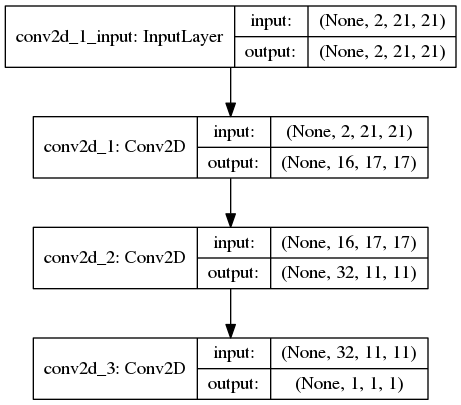 conv2d_1_input: InputLayer input: (None, 2, 21, 21)
output: (None, 2, 21, 21)
conv2d_1: Conv2D input: (None, 2, 21, 21)
output: (None, 16, 17, 17)
conv2d_2: Conv2D input: (None, 16, 17, 17)
output: (None, 32, 11, 11)
conv2d_3: Conv2D input: (None, 32, 11, 11)
output: (None, 1, 1, 1)